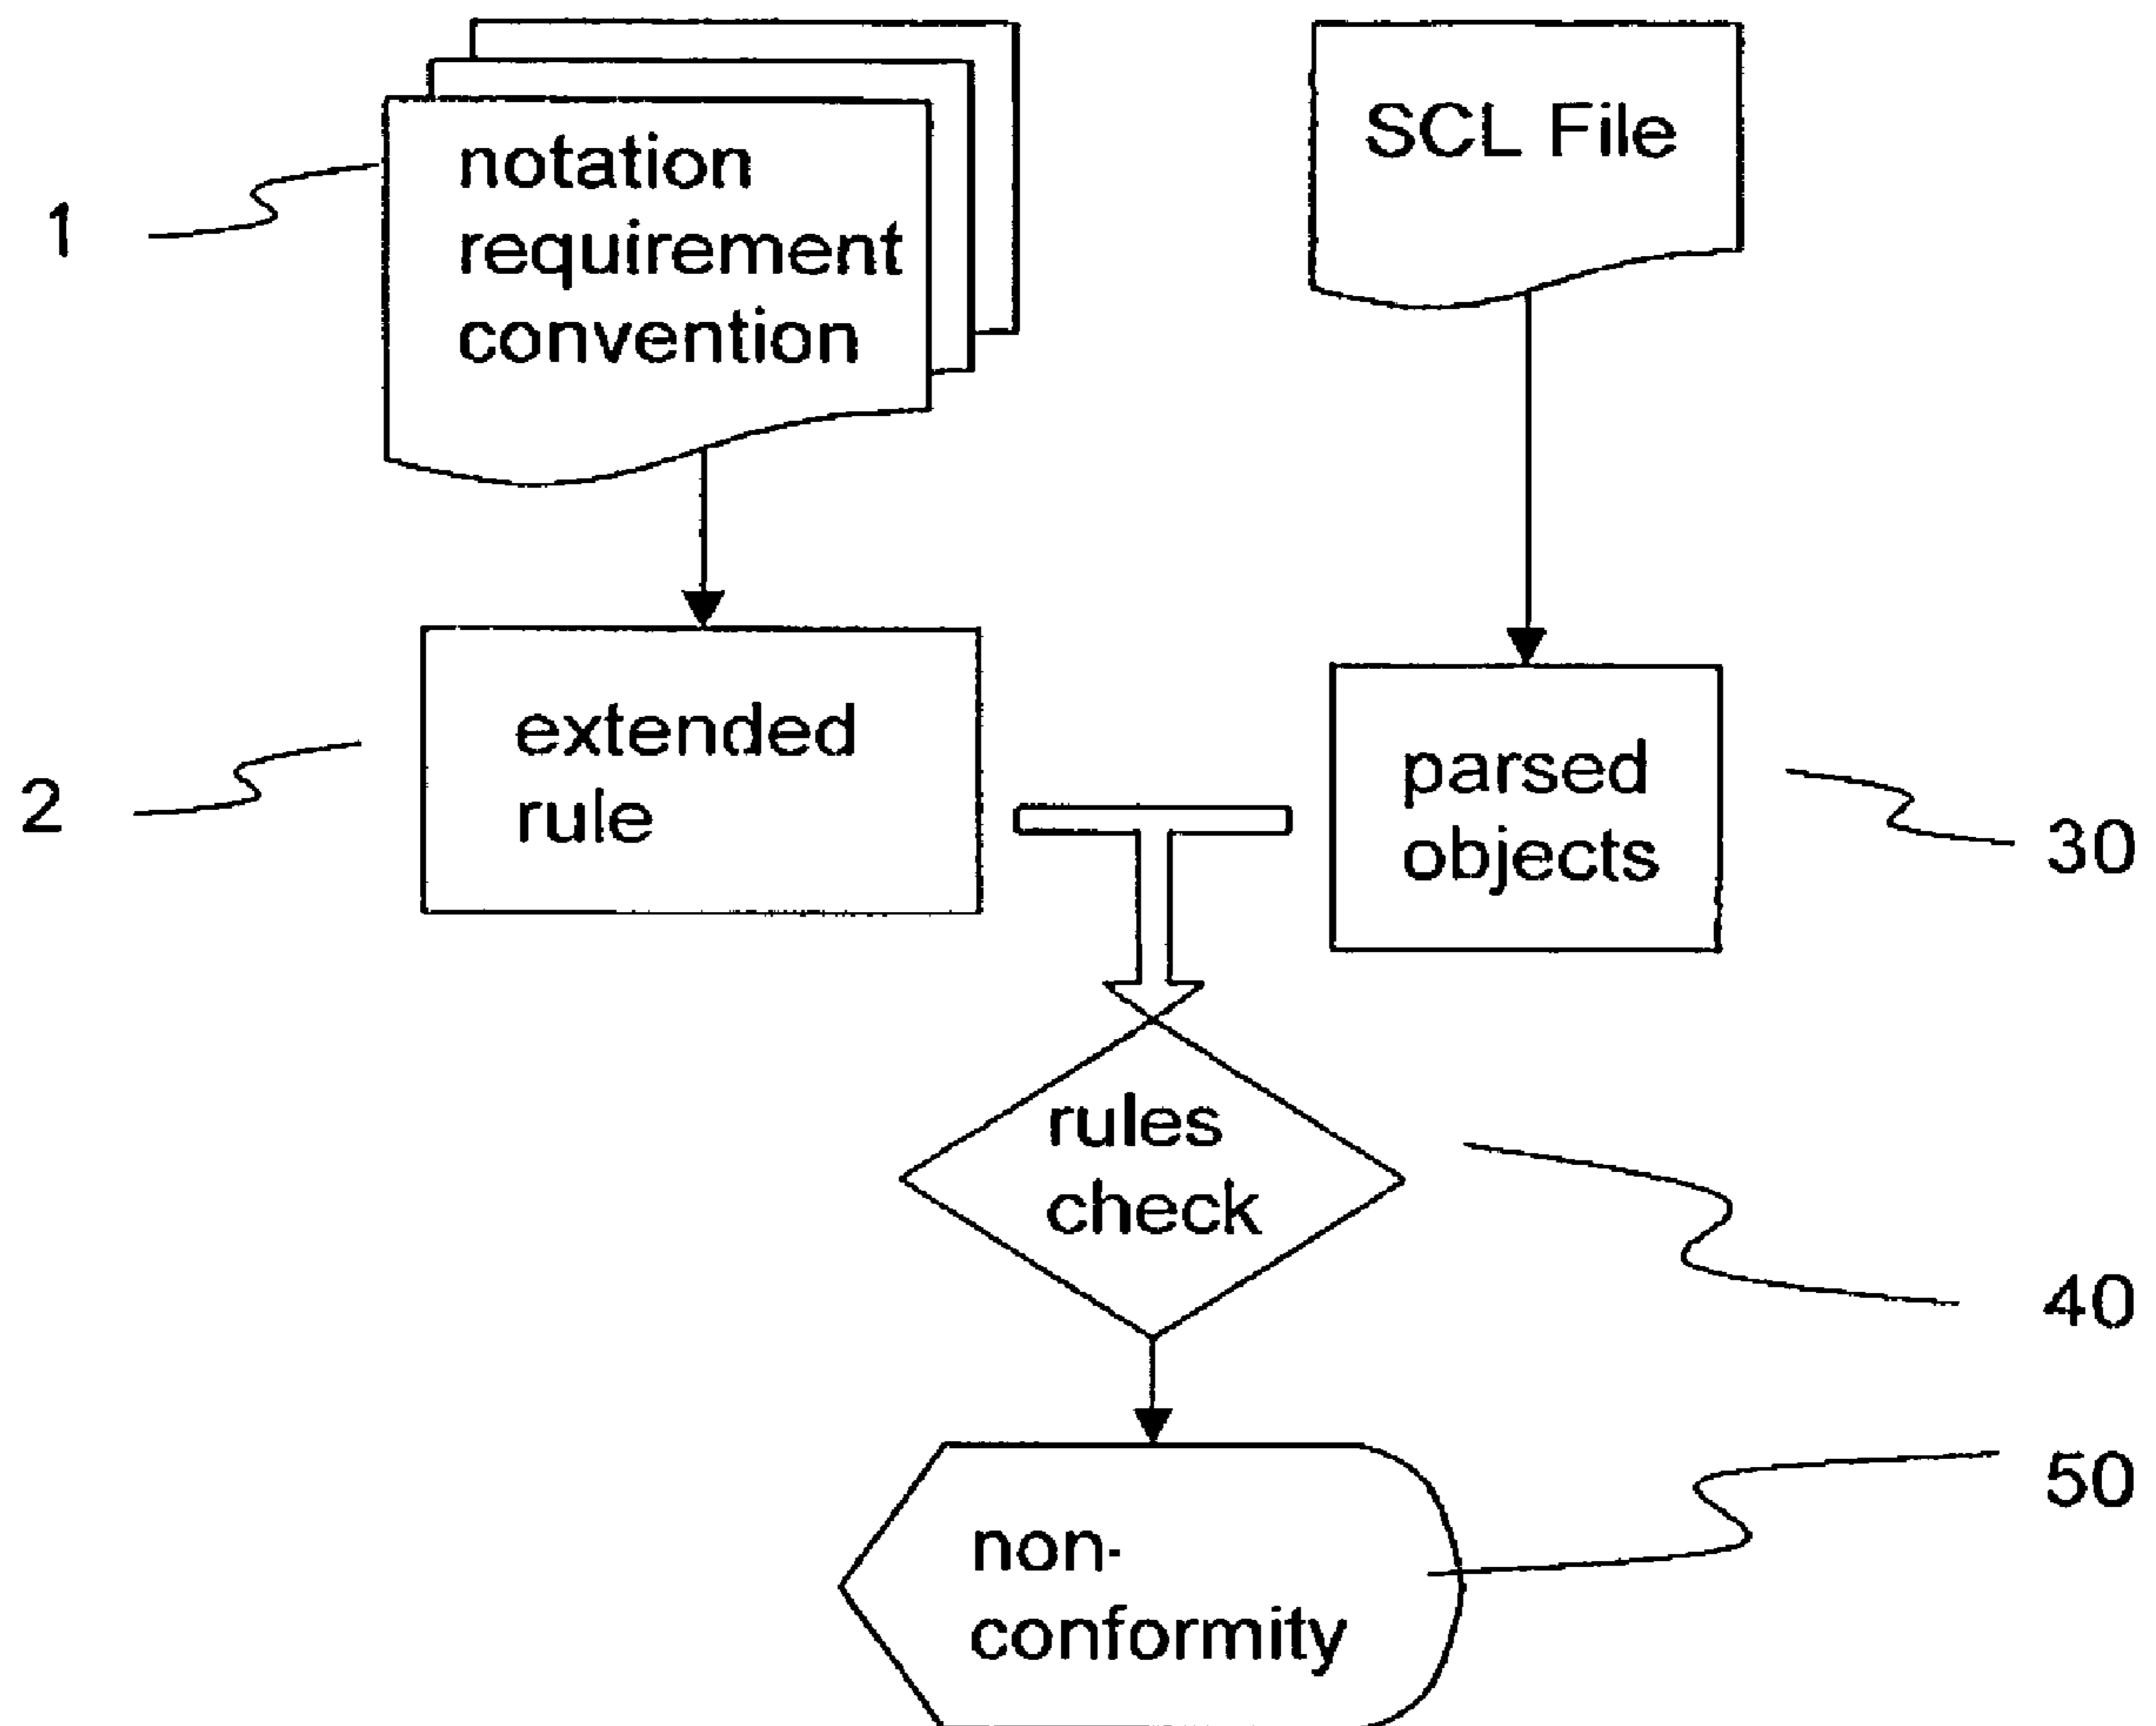 1
notation
requirement
convention
SCL File
2
extended
rule
parsed
objects
30
rules
check
40
non-
conformity
50